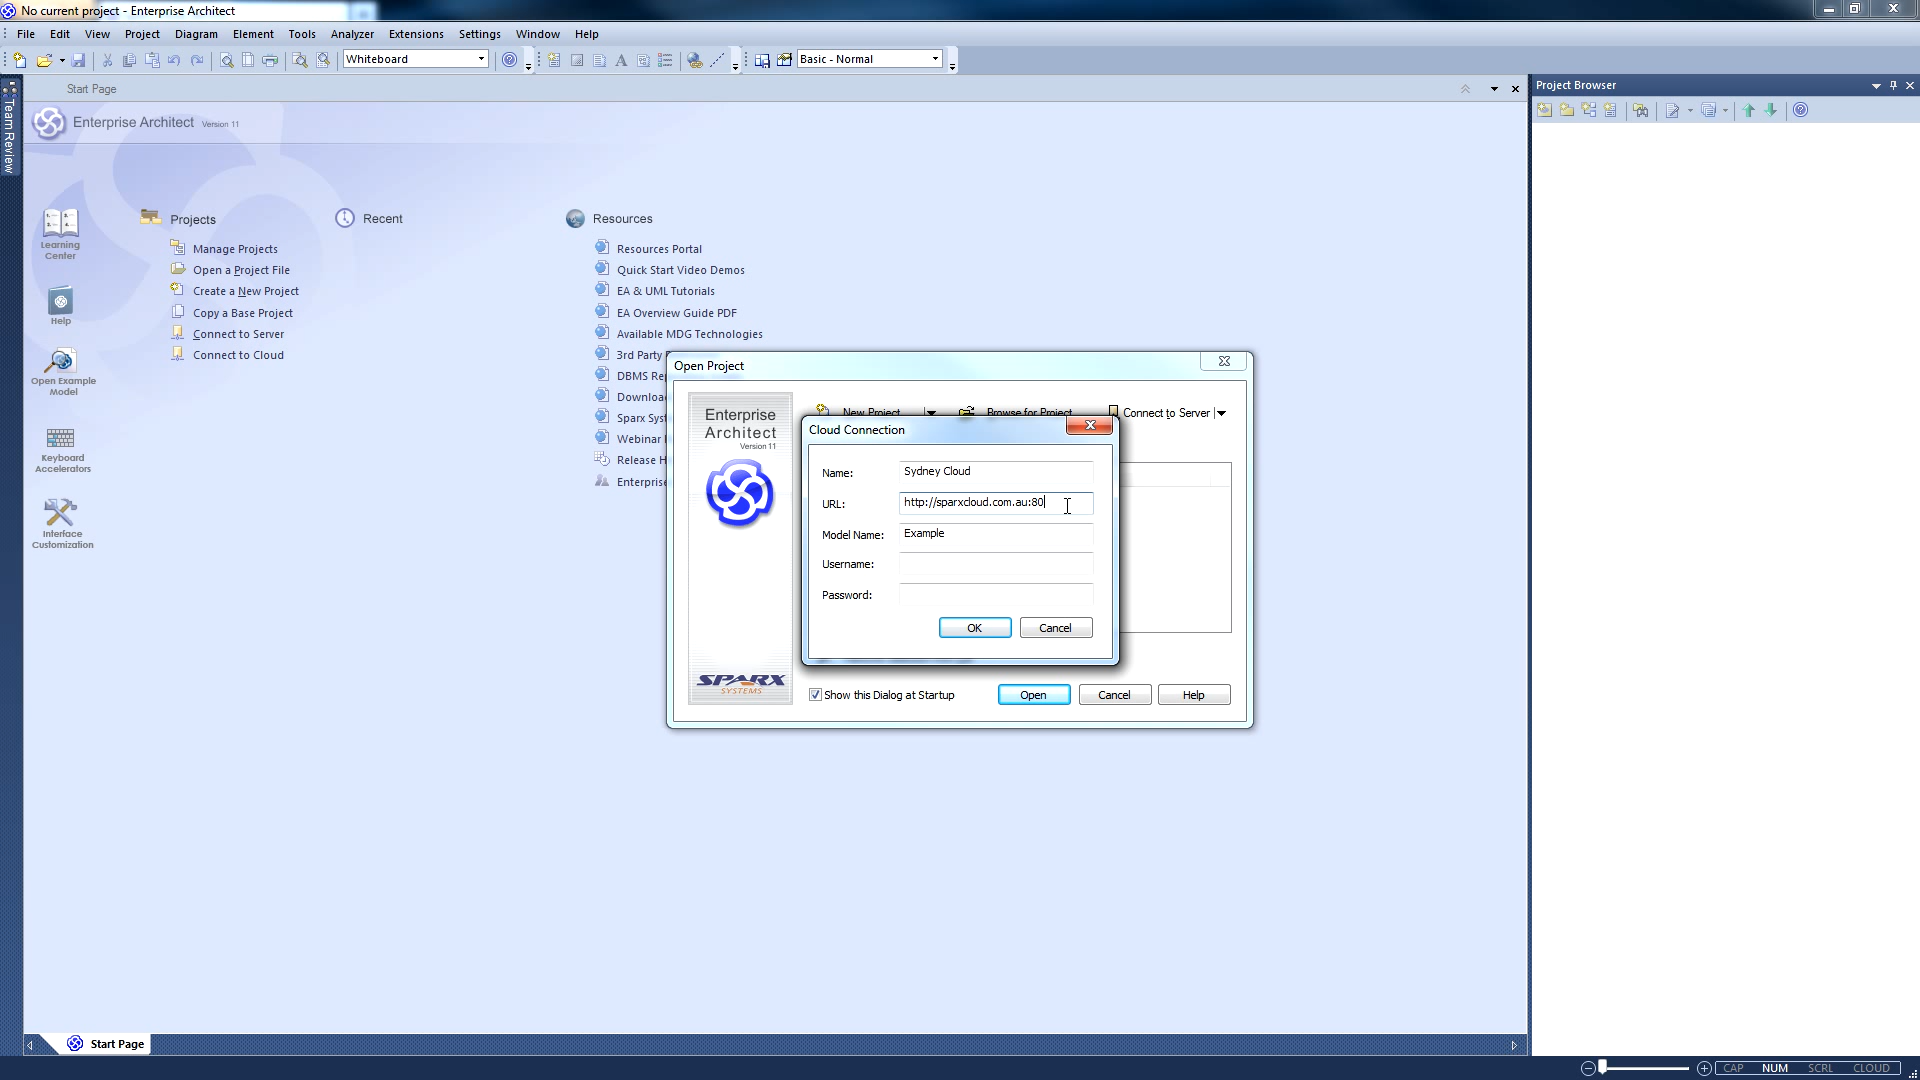 No current project - Enterprise Architect
File Edit View Project Diagram Element Tools Analyzer Extensions Settings Window Help
Whiteboard
Basic - Normal
Team Review
Start Page
Project Browser
Enterprise Architect Version 11
Learning
Center
Help
Open Example
Model
Keyboard
Accelerators
Interface
Customization
Projects
Manage Projects
Open a Project File
Create a New Project
Copy a Base Project
Connect to Server
Connect to Cloud
Recent
Resources
Resources Portal
Quick Start Video Demos
EA & UML Tutorials
EA Overview Guide PDF
Available MDG Technologies
3rd Party
DBMS
Sparx
Webinar
Release
Enterprise
Open Project
Enterprise
Architect
Version 11
SPARX
SYSTEMS
New Project Browse for Project Connect to Server
Cloud Connection
Name: Sydney Cloud
URL: http://sparxcloud.com.au:80
Model Name: Example
Username:
Password:
OK Cancel
Show this Dialog at Startup Open Cancel Help
Start Page
CAP NUM SCRL CLOUD